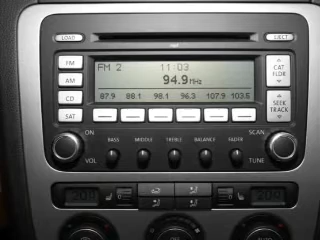 LOAD
EJECT
mp3
FM
FM 2 11:03
CAT FLDR
AM
94.9 MHz
CD
87.9 88.1 98.1 96.3 107.9 103.5
SEEK TRACK
SAT
ON
BASS MIDDLE TREBLE BALANCE FADER
SCAN
VOL
TUNE